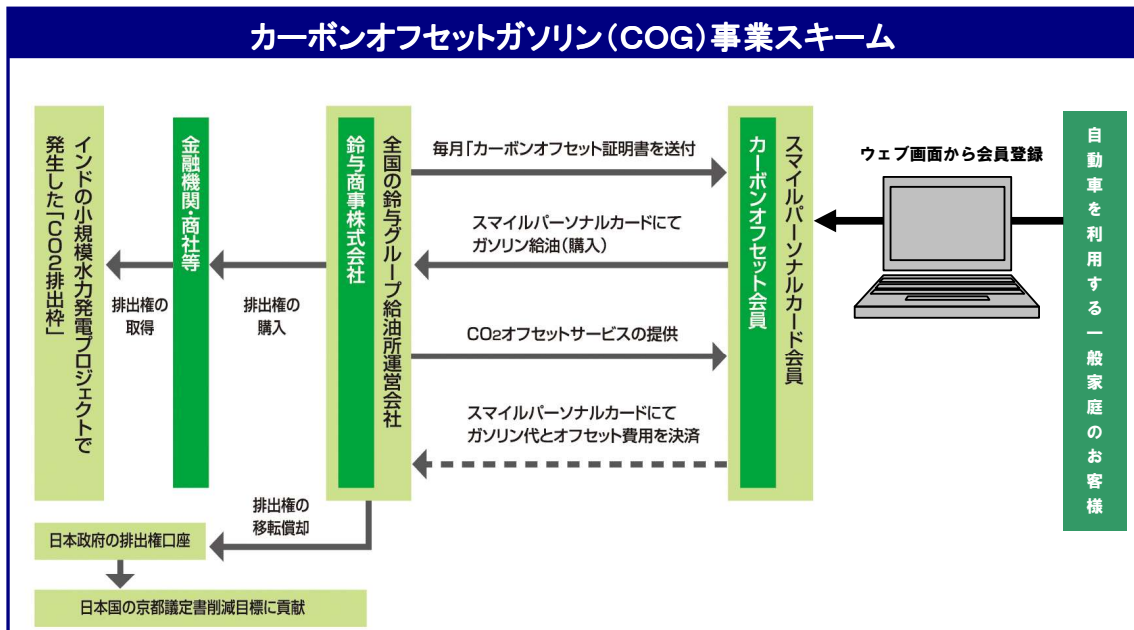 カーボンオフセットガソリン(COG)事業スキーム
インドの小規模水力発電プロジェクトで
発生した「CO2排出枠」
金融機関・商社等
鈴与商事株式会社
全国の鈴与グループ給油所運営会社
毎月「カーボンオフセット証明書を送付
スマイルパーソナルカードにて
ガソリン給油(購入)
CO2オフセットサービスの提供
スマイルパーソナルカードにて
ガソリン代とオフセット費用を決済
カーボンオフセット会員
スマイルパーソナルカード会員
ウェブ画面から会員登録
自動車を利用する一般家庭のお客様
排出権の
取得
排出権の
購入
排出権の
移転償却
日本政府の排出権口座
日本国の京都議定書削減目標に貢献